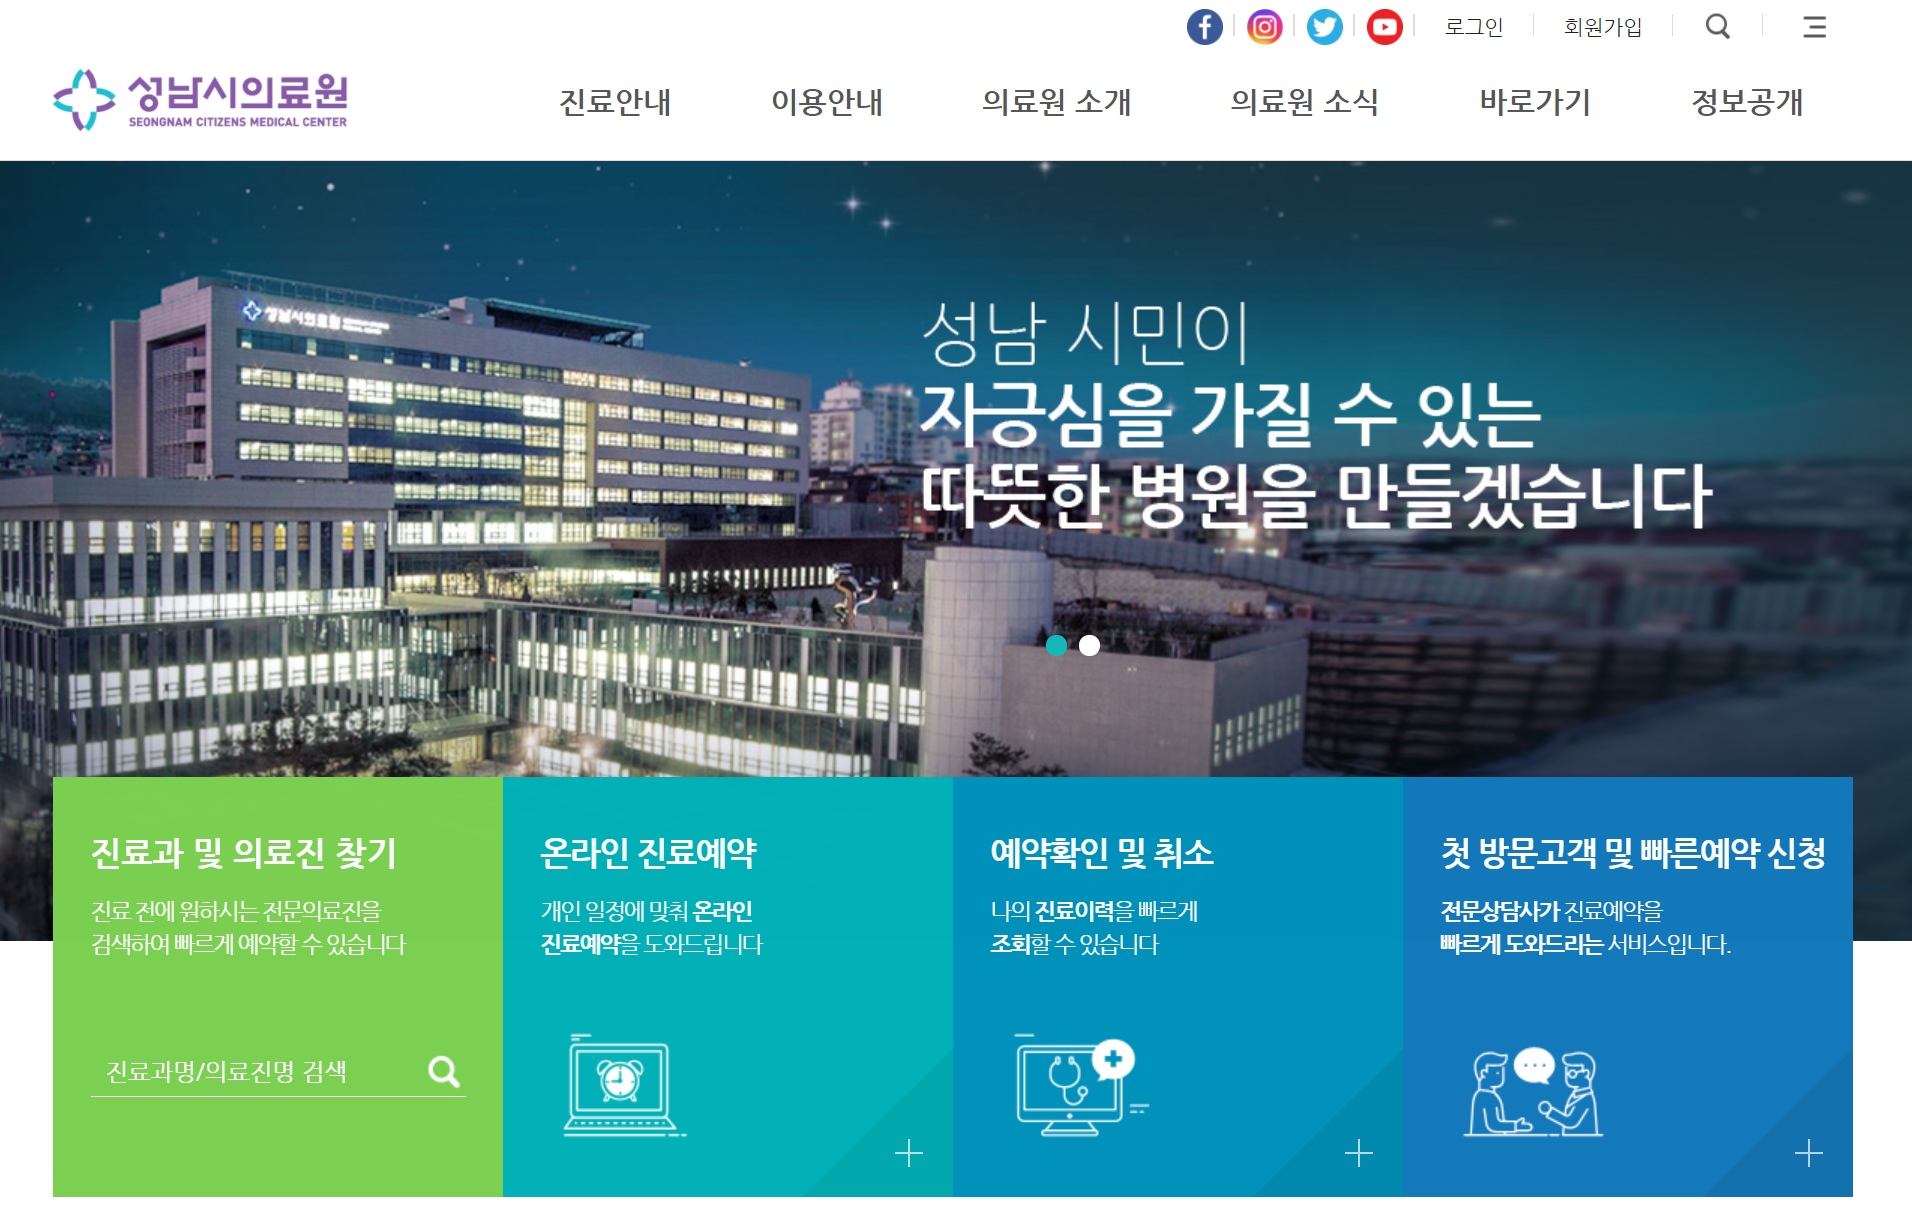 로그인
회원가입
성남시의료원
SEONGNAM CITIZENS MEDICAL CENTER
진료안내
이용안내
의료원 소개
의료원 소식
바로가기
정보공개
성남시의료원
성남 시민이
자긍심을 가질 수 있는
따뜻한 병원을 만들겠습니다
진료과 및 의료진 찾기
진료 전에 원하시는 전문의료진을
검색하여 빠르게 예약할 수 있습니다
진료과명/의료진명 검색
온라인 진료예약
개인 일정에 맞춰 온라인
진료예약을 도와드립니다
예약확인 및 취소
나의 진료이력을 빠르게
조회할 수 있습니다
첫 방문고객 및 빠른예약 신청
전문상담사가 진료예약을
빠르게 도와드리는 서비스입니다.